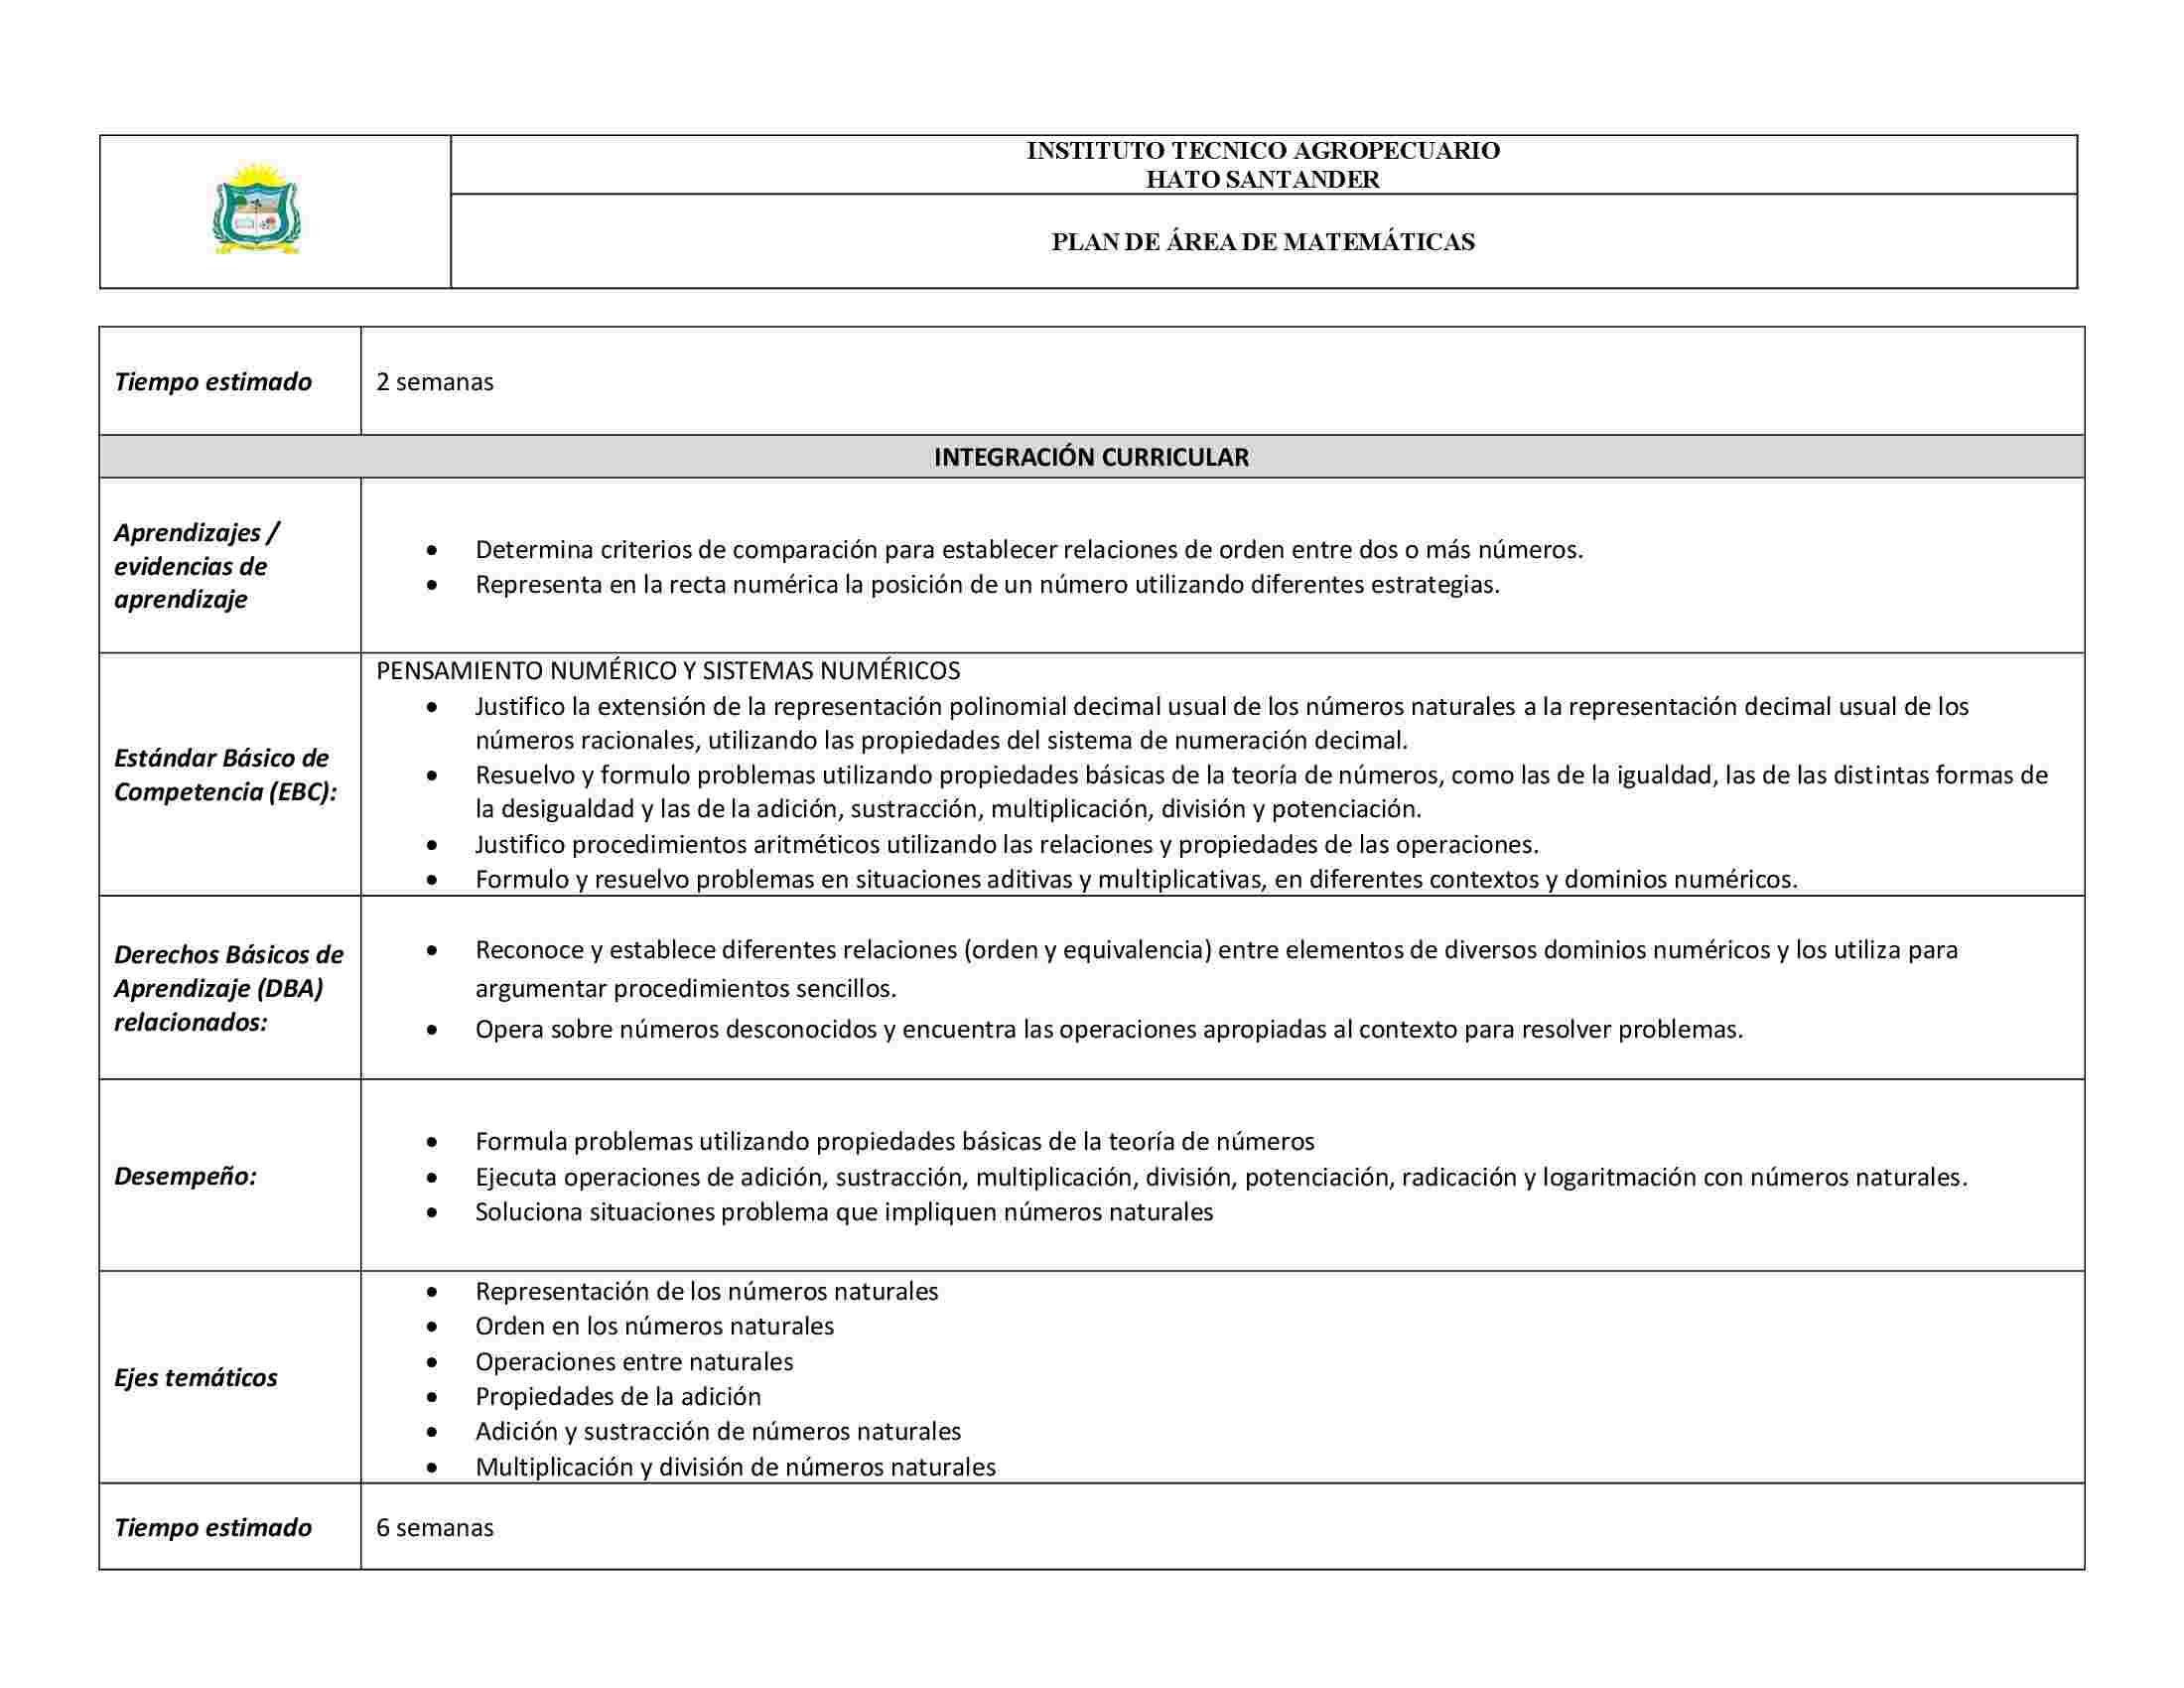 INSTITUTO TECNICO AGROPECUARIO
HATO SANTANDER
PLAN DE ÁREA DE MATEMÁTICAS
Tiempo estimado
2 semanas
INTEGRACIÓN CURRICULAR
Aprendizajes /
evidencias de
aprendizaje
• Determina criterios de comparación para establecer relaciones de orden entre dos o más números.
• Representa en la recta numérica la posición de un número utilizando diferentes estrategias.
Estándar Básico de
Competencia (EBC):
PENSAMIENTO NUMÉRICO Y SISTEMAS NUMÉRICOS
• Justifico la extensión de la representación polinomial decimal usual de los números naturales a la representación decimal usual de los
números racionales, utilizando las propiedades del sistema de numeración decimal.
• Resuelvo y formulo problemas utilizando propiedades básicas de la teoría de números, como las de la igualdad, las de las distintas formas de
la desigualdad y las de la adición, sustracción, multiplicación, división y potenciación.
• Justifico procedimientos aritméticos utilizando las relaciones y propiedades de las operaciones.
• Formulo y resuelvo problemas en situaciones aditivas y multiplicativas, en diferentes contextos y dominios numéricos.
Derechos Básicos de
Aprendizaje (DBA)
relacionados:
• Reconoce y establece diferentes relaciones (orden y equivalencia) entre elementos de diversos dominios numéricos y los utiliza para
argumentar procedimientos sencillos.
• Opera sobre números desconocidos y encuentra las operaciones apropiadas al contexto para resolver problemas.
Desempeño:
• Formula problemas utilizando propiedades básicas de la teoría de números
• Ejecuta operaciones de adición, sustracción, multiplicación, división, potenciación, radicación y logaritmación con números naturales.
• Soluciona situaciones problema que impliquen números naturales
Ejes temáticos
• Representación de los números naturales
• Orden en los números naturales
• Operaciones entre naturales
• Propiedades de la adición
• Adición y sustracción de números naturales
• Multiplicación y división de números naturales
Tiempo estimado
6 semanas